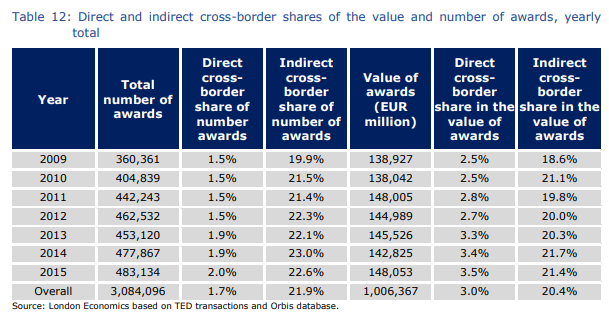 Table 12: Direct and indirect cross-border shares of the value and number of awards, yearly
total
Year
Total
number of
awards
Direct
cross-
border
share of
number
awards
Indirect
cross-
border
share of
number of
awards
Value of
awards
(EUR
million)
Direct
cross-
border
share in the
value of
awards
Indirect
cross-
border
share in the
value of
awards
2009 360,361 1.5% 19.9% 138,927 2.5% 18.6%
2010 404,839 1.5% 21.5% 138,042 2.5% 21.1%
2011 442,243 1.5% 21.4% 148,005 2.8% 19.8%
2012 462,532 1.5% 22.3% 144,989 2.7% 20.0%
2013 453,120 1.9% 22.1% 145,526 3.3% 20.3%
2014 477,867 1.9% 23.0% 142,825 3.4% 21.7%
2015 483,134 2.0% 22.6% 148,053 3.5% 21.4%
Overall 3,084,096 1.7% 21.9% 1,006,367 3.0% 20.4%
Source: London Economics based on TED transactions and Orbis database.